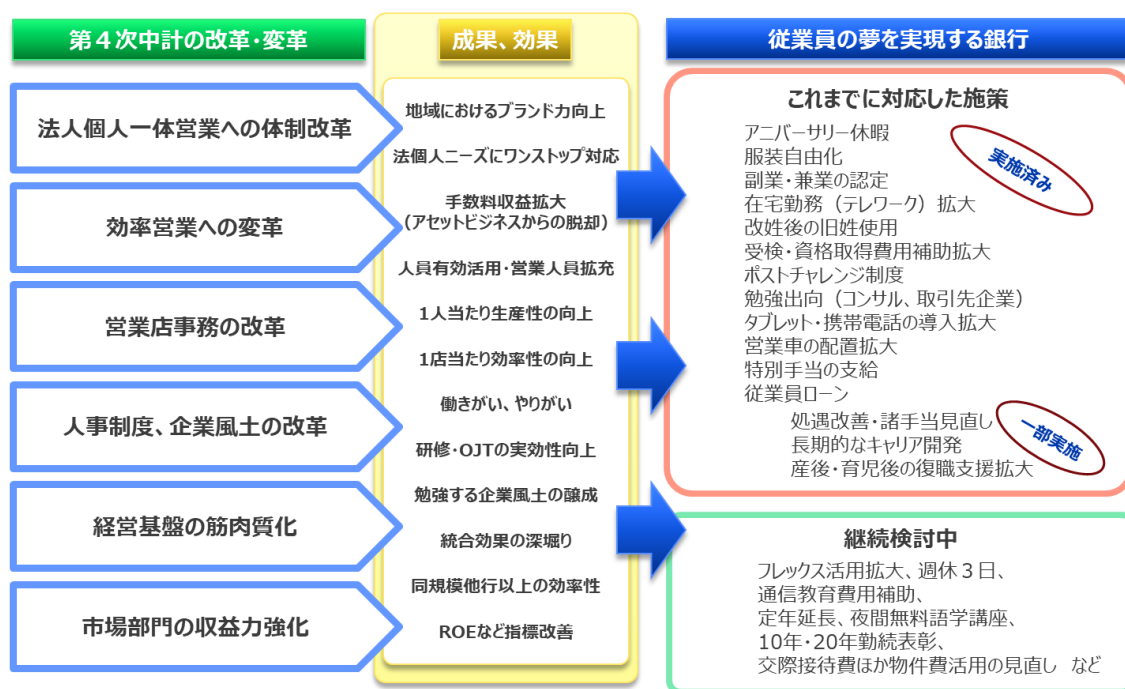 第４次中計の改革・変革
法人個人一体営業への体制改革
効率営業への変革
営業店事務の改革
人事制度、企業風土の改革
経営基盤の筋肉質化
市場部門の収益力強化
成果、効果
地域におけるブランド力向上
法個人ニーズにワンストップ対応
手数料収益拡大
(アセットビジネスからの脱却)
人員有効活用・営業人員拡充
1人当たり生産性の向上
1店当たり効率性の向上
働きがい、やりがい
研修・OJTの実効性向上
勉強する企業風土の醸成
統合効果の深堀り
同規模他行以上の効率性
ROEなど指標改善
従業員の夢を実現する銀行
これまでに対応した施策
実施済み
アニバーサリー休暇
服装自由化
副業・兼業の認定
在宅勤務（テレワーク）拡大
改姓後の旧姓使用
受検・資格取得費用補助拡大
ポストチャレンジ制度
勉強出向（コンサル、取引先企業）
タブレット・携帯電話の導入拡大
営業車の配置拡大
特別手当の支給
従業員ローン
処遇改善・諸手当見直し
長期的なキャリア開発
産後・育児後の復職支援拡大
一部実施
継続検討中
フレックス活用拡大、週休３日、
通信教育費用補助、
定年延長、夜間無料語学講座、
10年・20年勤続表彰、
交際接待費ほか物件費活用の見直し など